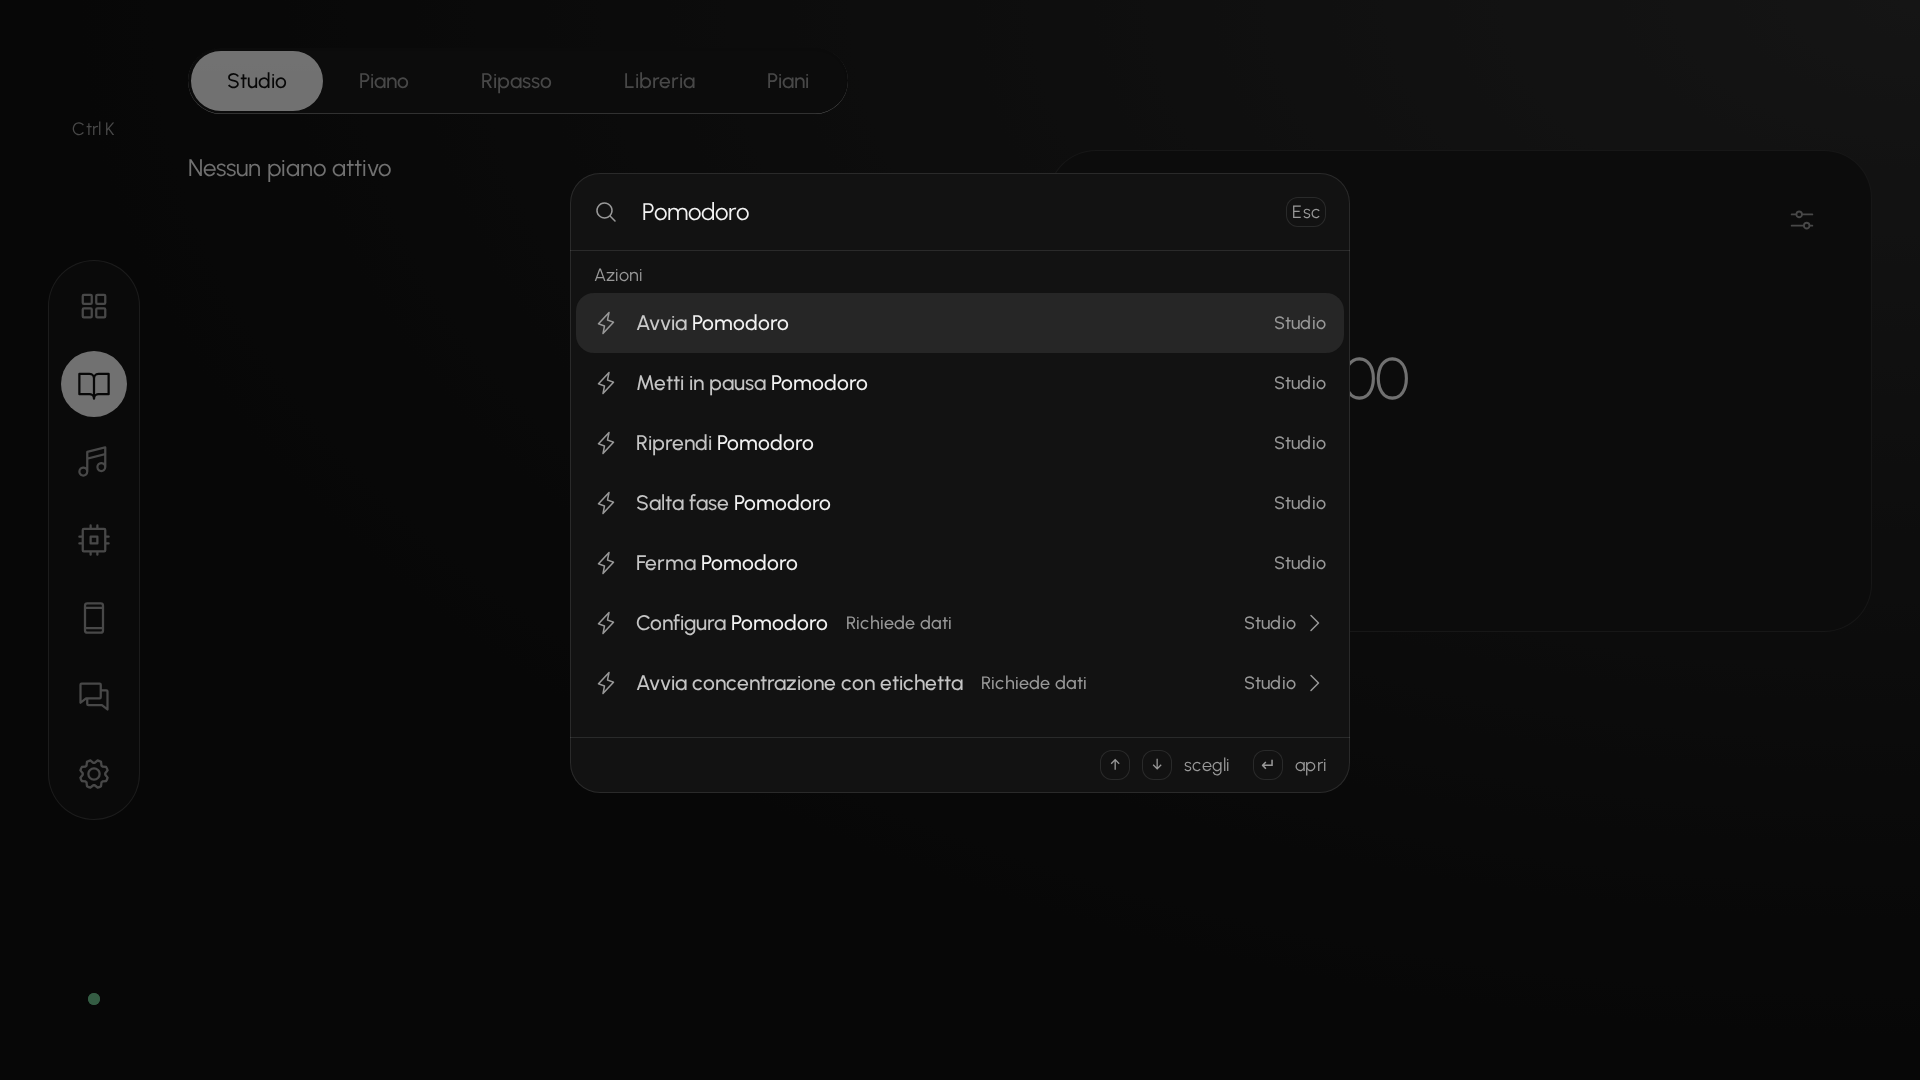 Studio Piano Ripasso Libreria Piani
Ctrl K
Nessun piano attivo
Pomodoro Esc
Azioni
Avvia Pomodoro Studio
Metti in pausa Pomodoro Studio
00
Riprendi Pomodoro Studio
Salta fase Pomodoro Studio
Ferma Pomodoro Studio
Configura Pomodoro Richiede dati Studio
Avvia concentrazione con etichetta Richiede dati Studio
↑ ↓ scegli ↵ apri